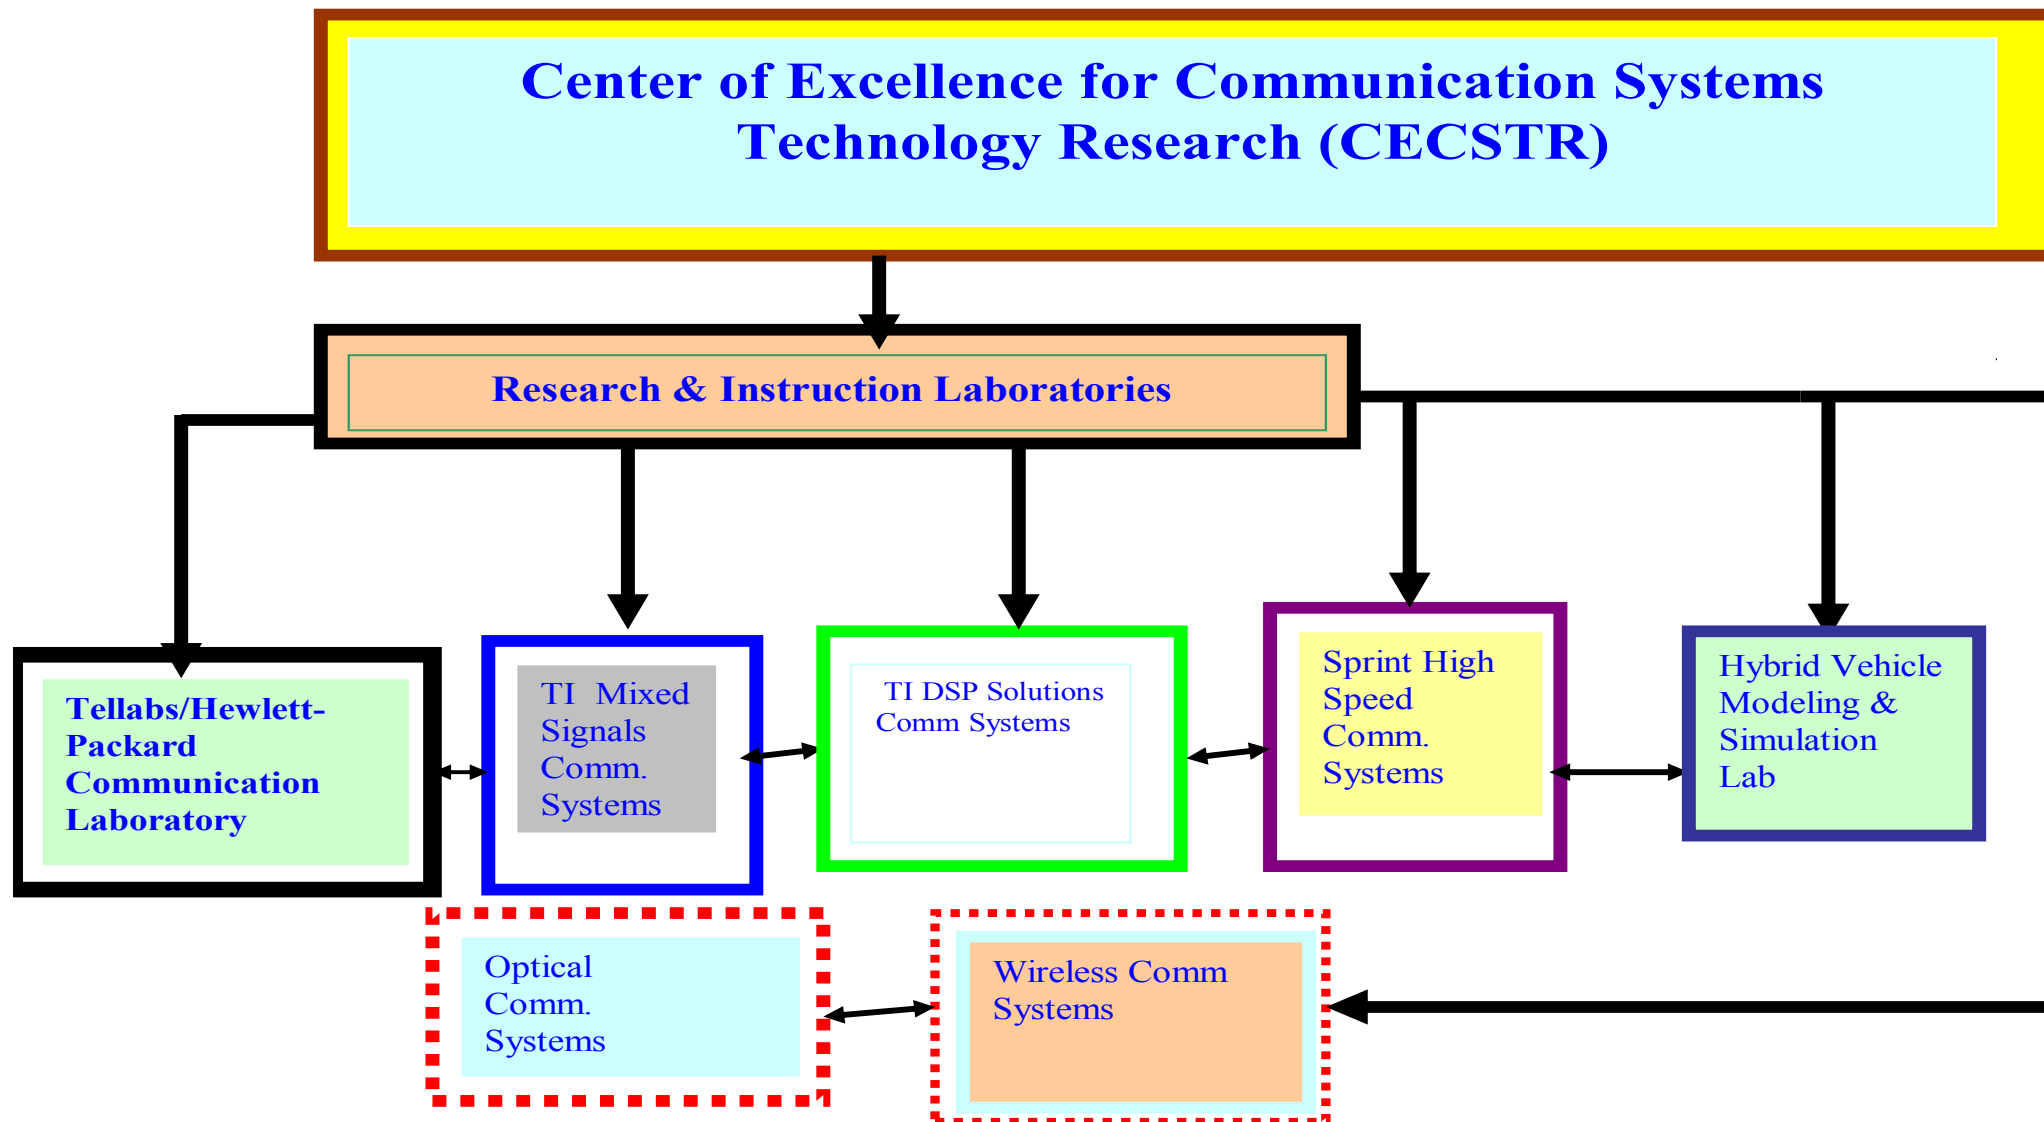 Center of Excellence for Communication Systems
Technology Research (CECSTR)
Research & Instruction Laboratories
Tellabs/Hewlett-
Packard
Communication
Laboratory
TI  Mixed
Signals
Comm.
Systems
TI DSP Solutions
Comm Systems
Sprint High
Speed
Comm.
Systems
Hybrid Vehicle
Modeling &
Simulation
Lab
Optical
Comm.
Systems
Wireless Comm
Systems